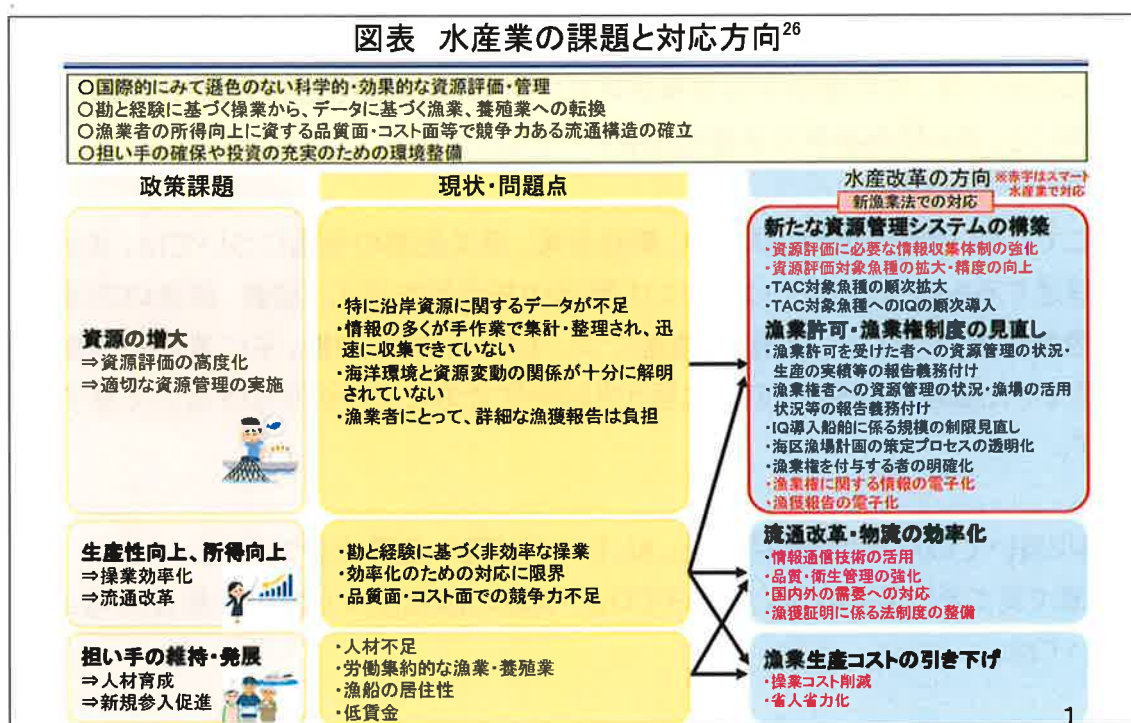 図表 水産業の課題と対応方向26
○国際的にみて遜色のない科学的・効果的な資源評価・管理
○勘と経験に基づく操業から、データに基づく漁業、養殖業への転換
○漁業者の所得向上に資する品質面・コスト面等で競争力ある流通構造の確立
○担い手の確保や投資の充実のための環境整備
政策課題
資源の増大
⇒資源評価の高度化
⇒適切な資源管理の実施
生産性向上、所得向上
⇒操業効率化
⇒流通改革
担い手の維持・発展
⇒人材育成
⇒新規参入促進
現状・問題点
・特に沿岸資源に関するデータが不足
・情報の多くが手作業で集計・整理され、迅
速に収集できていない
・海洋環境と資源変動の関係が十分に解明
されていない
・漁業者にとって、詳細な漁獲報告は負担
・勘と経験に基づく非効率な操業
・効率化のための対応に限界
・品質面・コスト面での競争力不足
・人材不足
・労働集約的な漁業・養殖業
・漁船の居住性
・低賃金
水産改革の方向
※赤字はスマート
水産業で対応
新漁業法での対応
新たな資源管理システムの構築
・資源評価に必要な情報収集体制の強化
・資源評価対象魚種の拡大・精度の向上
・TAC対象魚種の順次拡大
・TAC対象魚種へのIQの順次導入
漁業許可・漁業権制度の見直し
・漁業許可を受けた者への資源管理の状況・
生産の実績等の報告義務付け
・漁業権者への資源管理の状況・漁場の活用
状況等の報告義務付け
・IQ導入船舶に係る規模の制限見直し
・海区漁場計画の策定プロセスの透明化
・漁業権を付与する者の明確化
・漁業権に関する情報の電子化
・漁獲報告の電子化
流通改革・物流の効率化
・情報通信技術の活用
・品質・衛生管理の強化
・国内外の需要への対応
・漁獲証明に係る法制度の整備
漁業生産コストの引き下げ
・操業コスト削減
・省人省力化
1